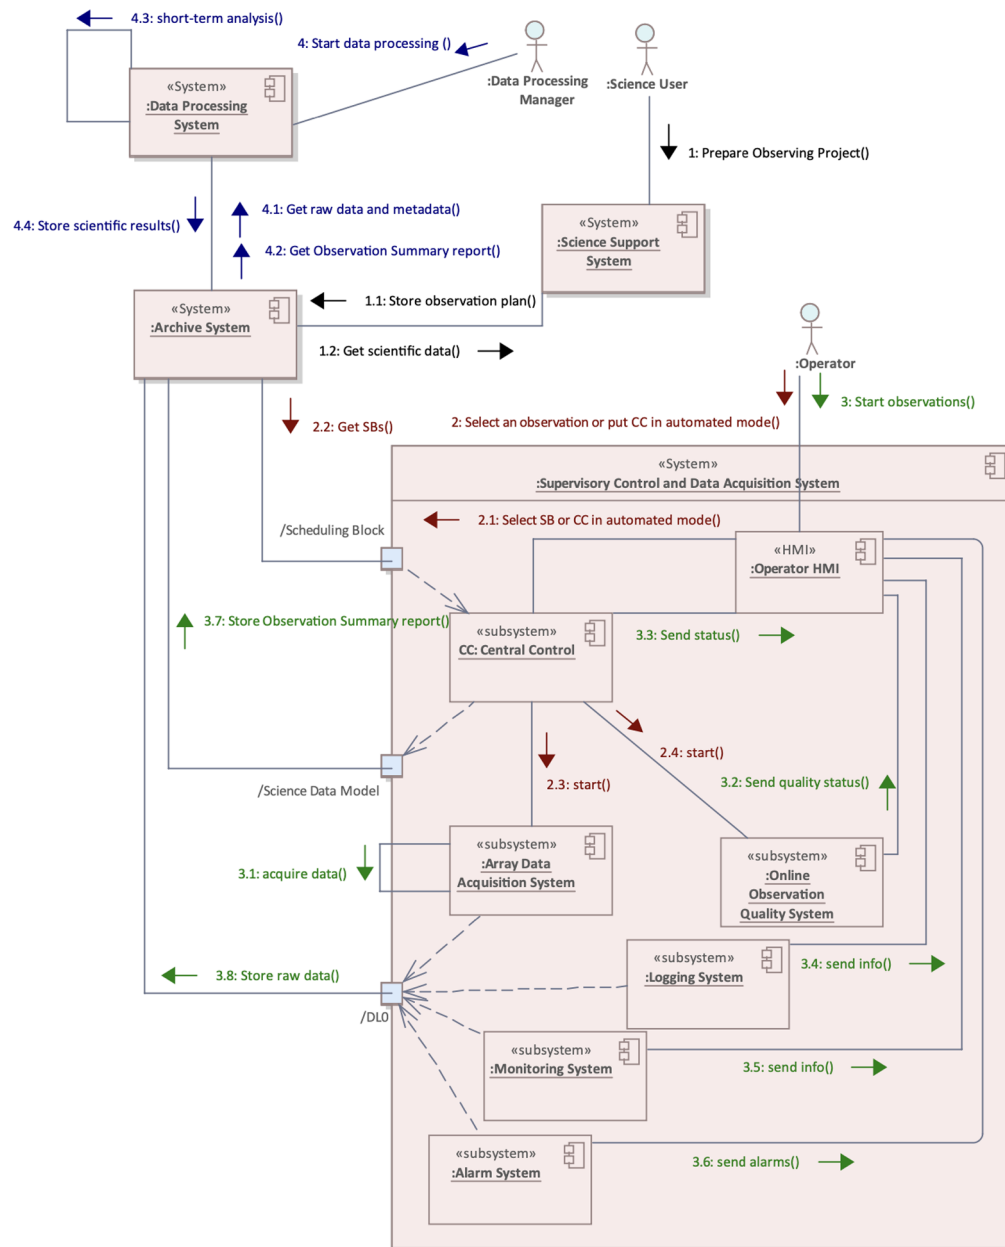 4.3: short-term analysis()
4: Start data processing ()
:Data Processing
Manager
:Science User
«System»
:Data Processing
System
1: Prepare Observing Project()
4.4: Store scientific results()
4.1: Get raw data and metadata()
4.2: Get Observation Summary report()
«System»
:Science Support
System
«System»
:Archive System
1.1: Store observation plan()
1.2: Get scientific data()
:Operator
2.2: Get SBs()
2: Select an observation or put CC in automated mode()
3: Start observations()
«System»
:Supervisory Control and Data Acquisition System
/Scheduling Block
2.1: Select SB or CC in automated mode()
«HMI»
:Operator HMI
3.7: Store Observation Summary report()
«subsystem»
CC: Central Control
3.3: Send status()
/Science Data Model
2.3: start()
2.4: start()
3.2: Send quality status()
3.1: acquire data()
«subsystem»
:Array Data
Acquisition System
«subsystem»
:Online
Observation
Quality System
3.8: Store raw data()
/DL0
«subsystem»
:Logging System
3.4: send info()
«subsystem»
:Monitoring System
3.5: send info()
«subsystem»
:Alarm System
3.6: send alarms()